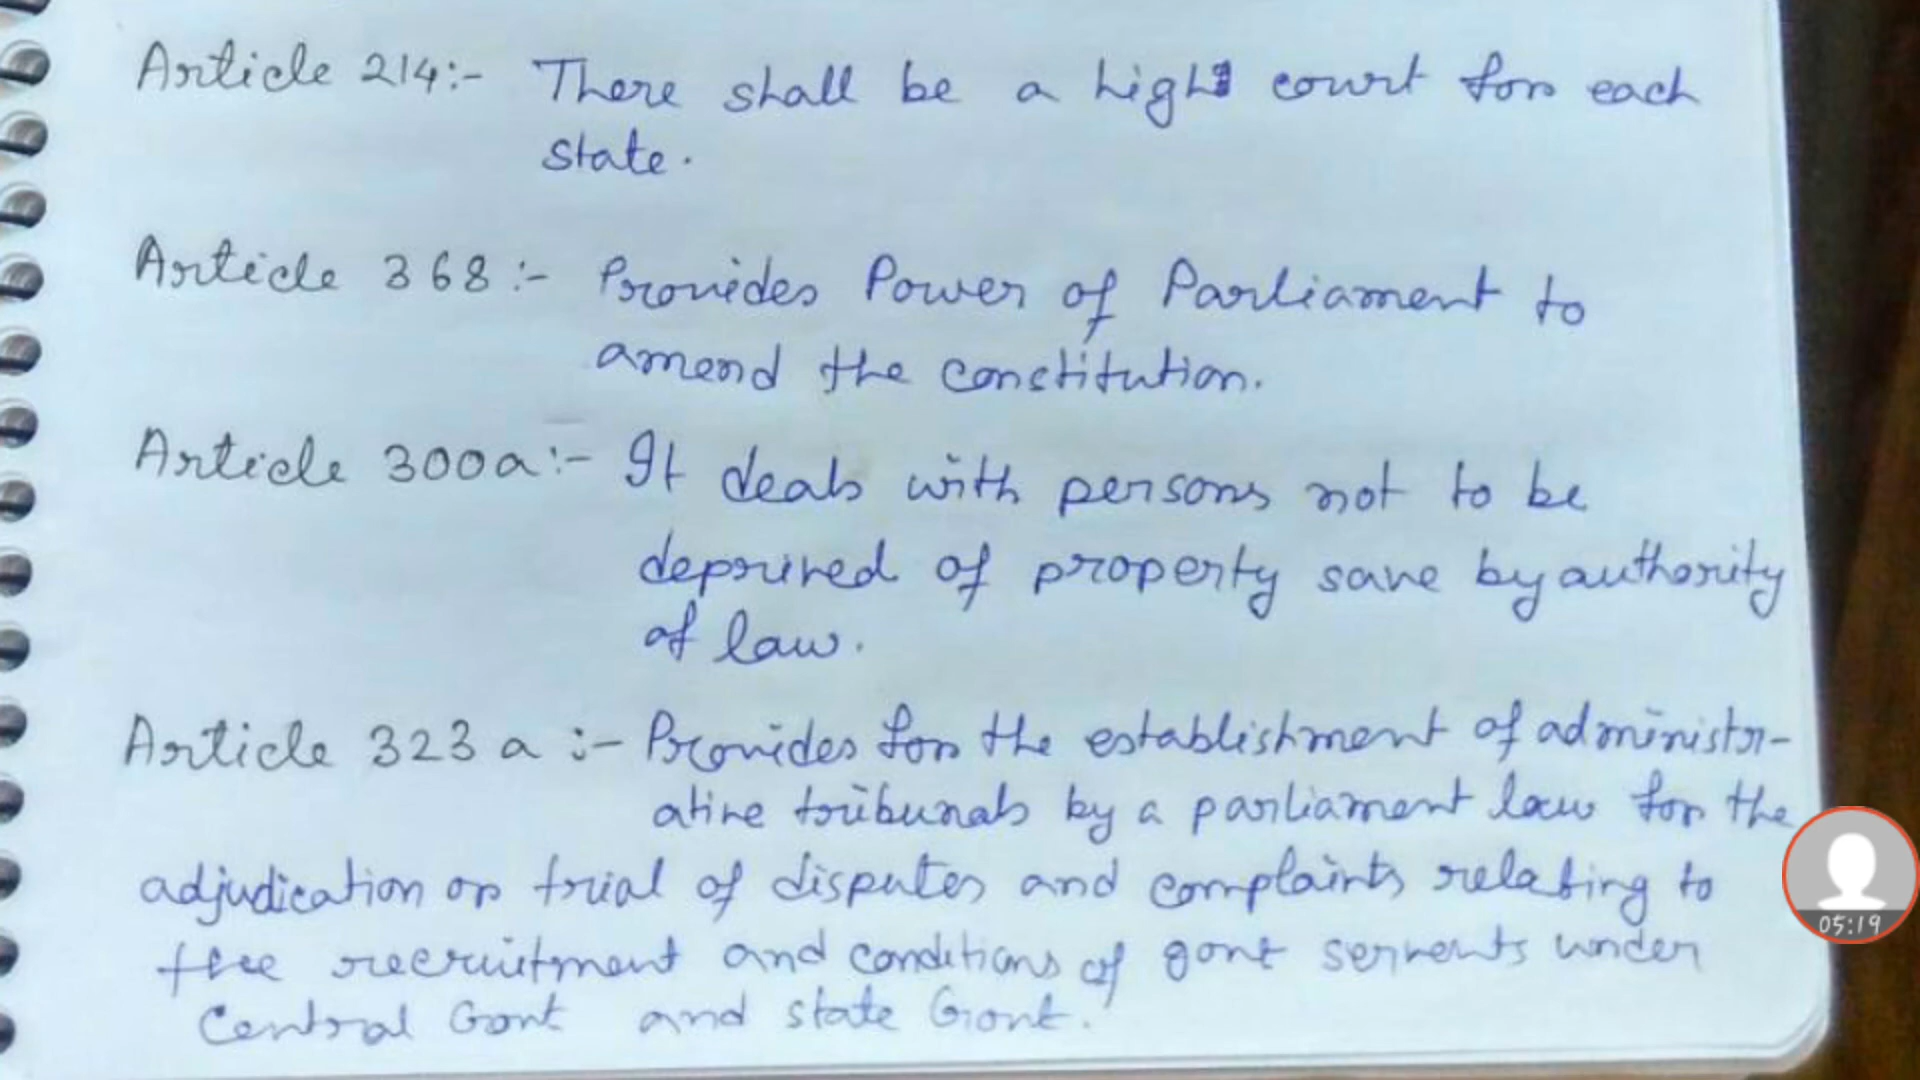 Article 214:- There shall be a high court for each
state.
Article 368:- Provides Power of Parliament to
amend the constitution.
Article 300a:- It deals with persons not to be
deprived of property save by authority
of law.
Article 323a:- Provides for the establishment of administr-
ative tribunals by a parliament law for the
adjudication or trial of disputes and complaints relating to
the recruitment and conditions of govt servents under
Central Govt and state Govt.
05:19